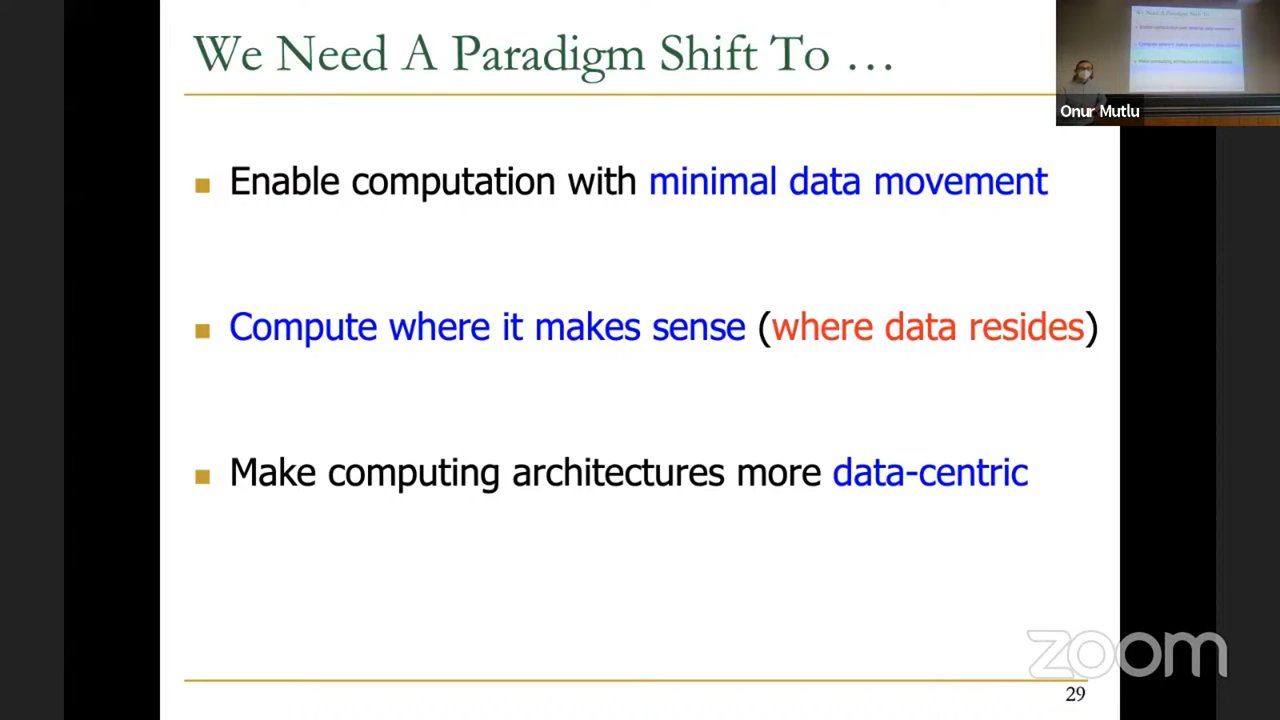 We Need A Paradigm Shift To …
Onur Mutlu
Enable computation with minimal data movement
Compute where it makes sense (where data resides)
Make computing architectures more data-centric
zoom
29